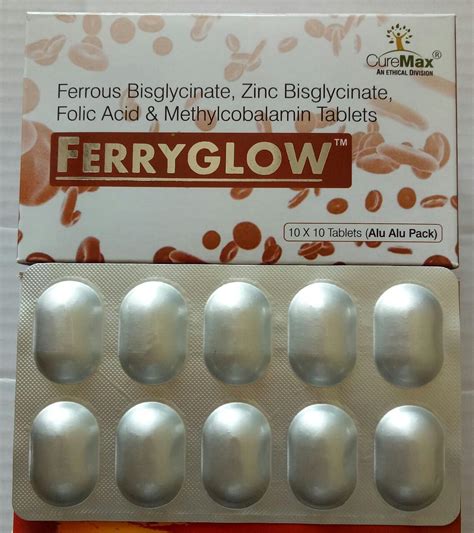 CureMax®
AN ETHICAL DIVISION
Ferrous Bisglycinate, Zinc Bisglycinate,
Folic Acid & Methylcobalamin Tablets
FERRYGLOW™
10 X 10 Tablets (Alu Alu Pack)